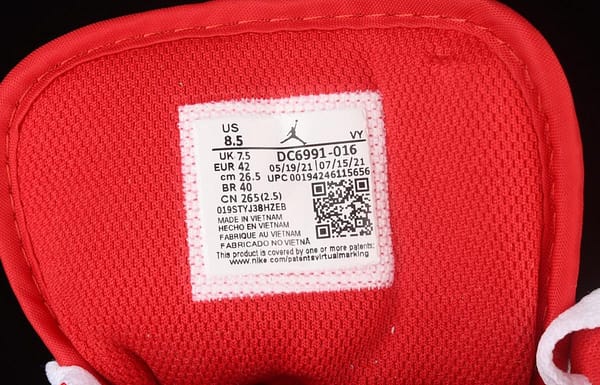 US
8.5
VY
UK 7.5
DC6991-016
EUR 42
05/19/21 07/15/21
cm 26.5
UPC 00194246115656
BR 40
CN 265(2.5)
019STYJ38HZEB
MADE IN VIETNAM
HECHO EN VIETNAM
FABRIQUE AU VIETNAM
FABRICADO NO VIETNÃ
This product is covered by one or more patents:
www.nike.com/patentsvirtualmarking